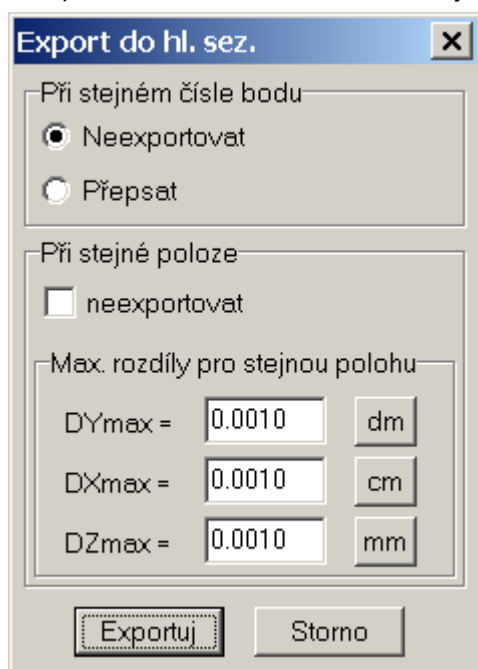 Export do hl. sez.
Při stejném čísle bodu
Neexportovat
Přepsat
Při stejné poloze
neexportovat
Max. rozdíly pro stejnou polohu
DYmax = 0.0010 dm
DXmax = 0.0010 cm
DZmax = 0.0010 mm
Exportuj Storno